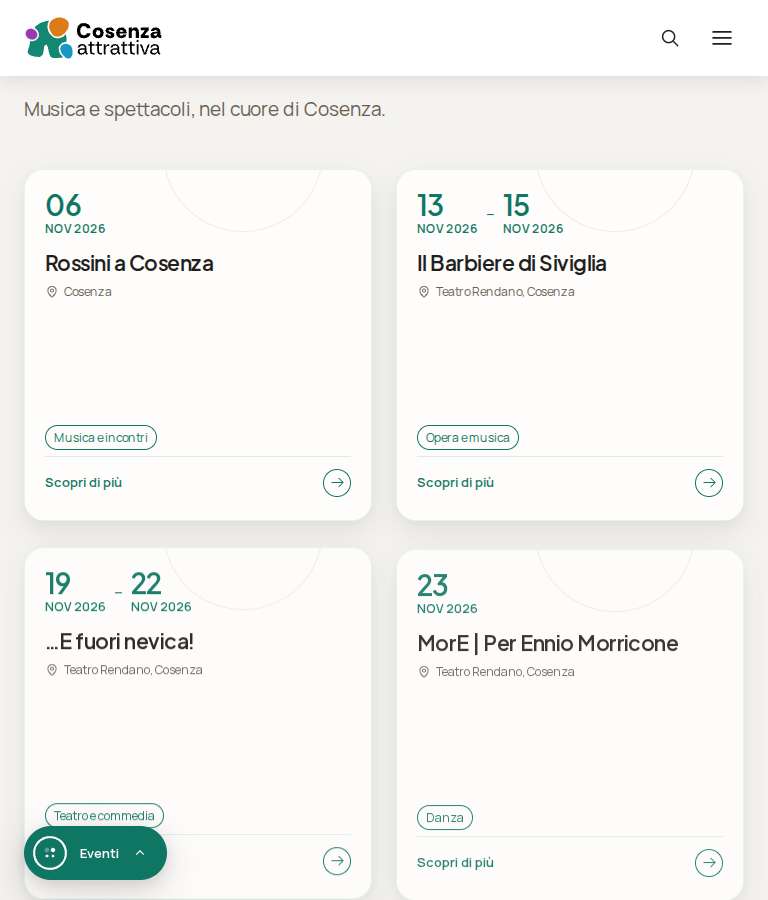 Cosenza
attrattiva
Musica e spettacoli, nel cuore di Cosenza.
06
NOV 2026
Rossini a Cosenza
Cosenza
Musica e incontri
Scopri di più
13 – 15
NOV 2026 NOV 2026
Il Barbiere di Siviglia
Teatro Rendano, Cosenza
Opera e musica
Scopri di più
19 – 22
NOV 2026 NOV 2026
...E fuori nevica!
Teatro Rendano, Cosenza
Teatro e commedia
23
NOV 2026
MorE | Per Ennio Morricone
Teatro Rendano, Cosenza
Danza
Scopri di più
Eventi